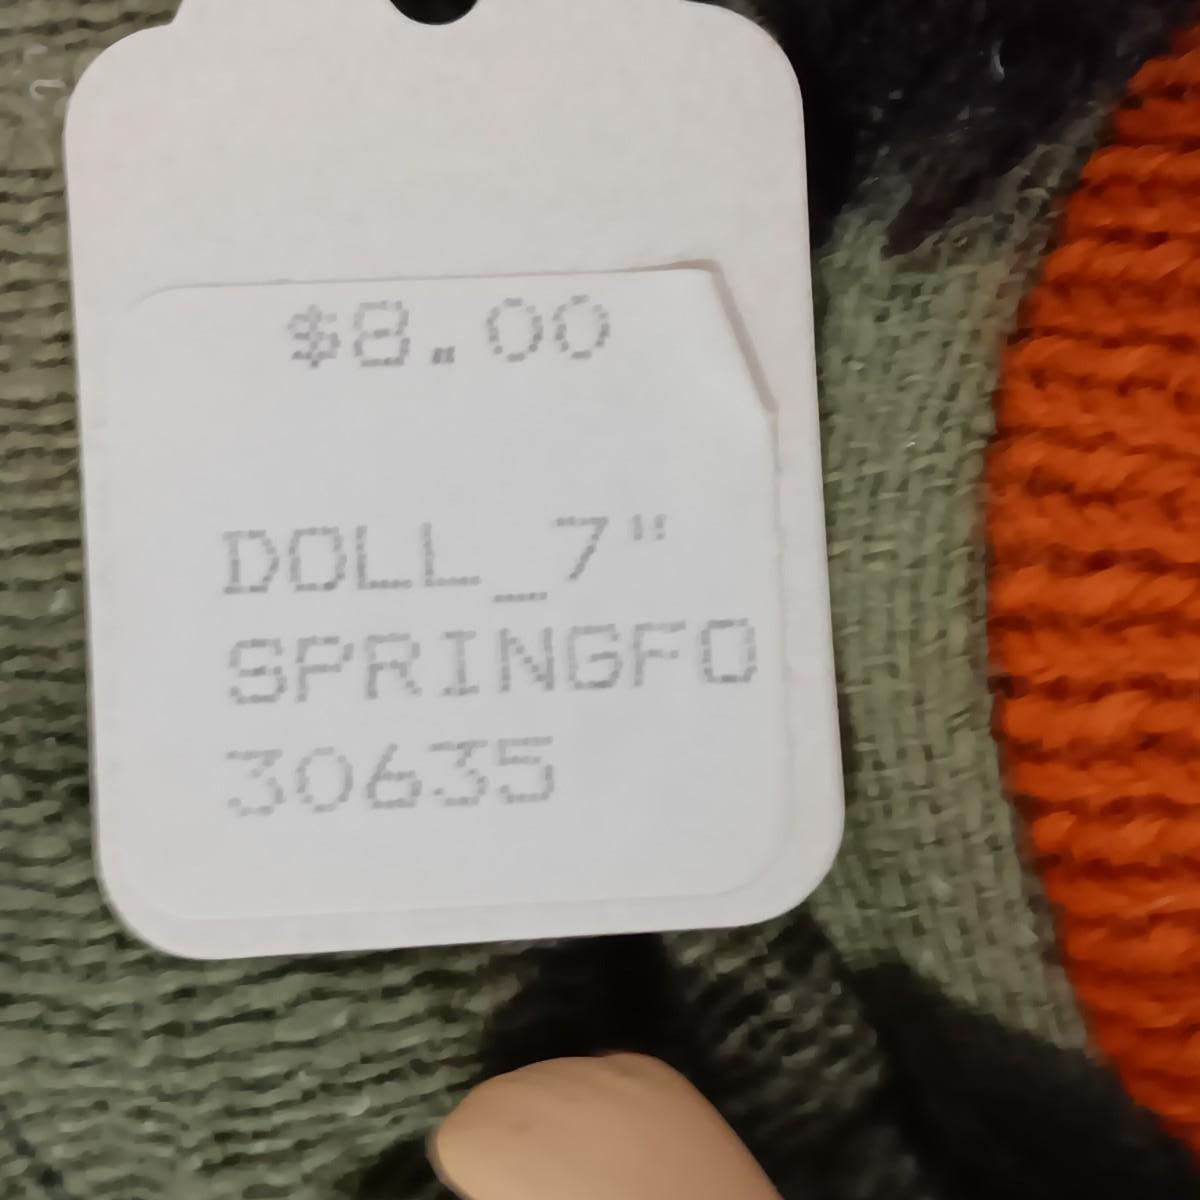 $8.00
DOLL_7"
SPRINGFO
30635